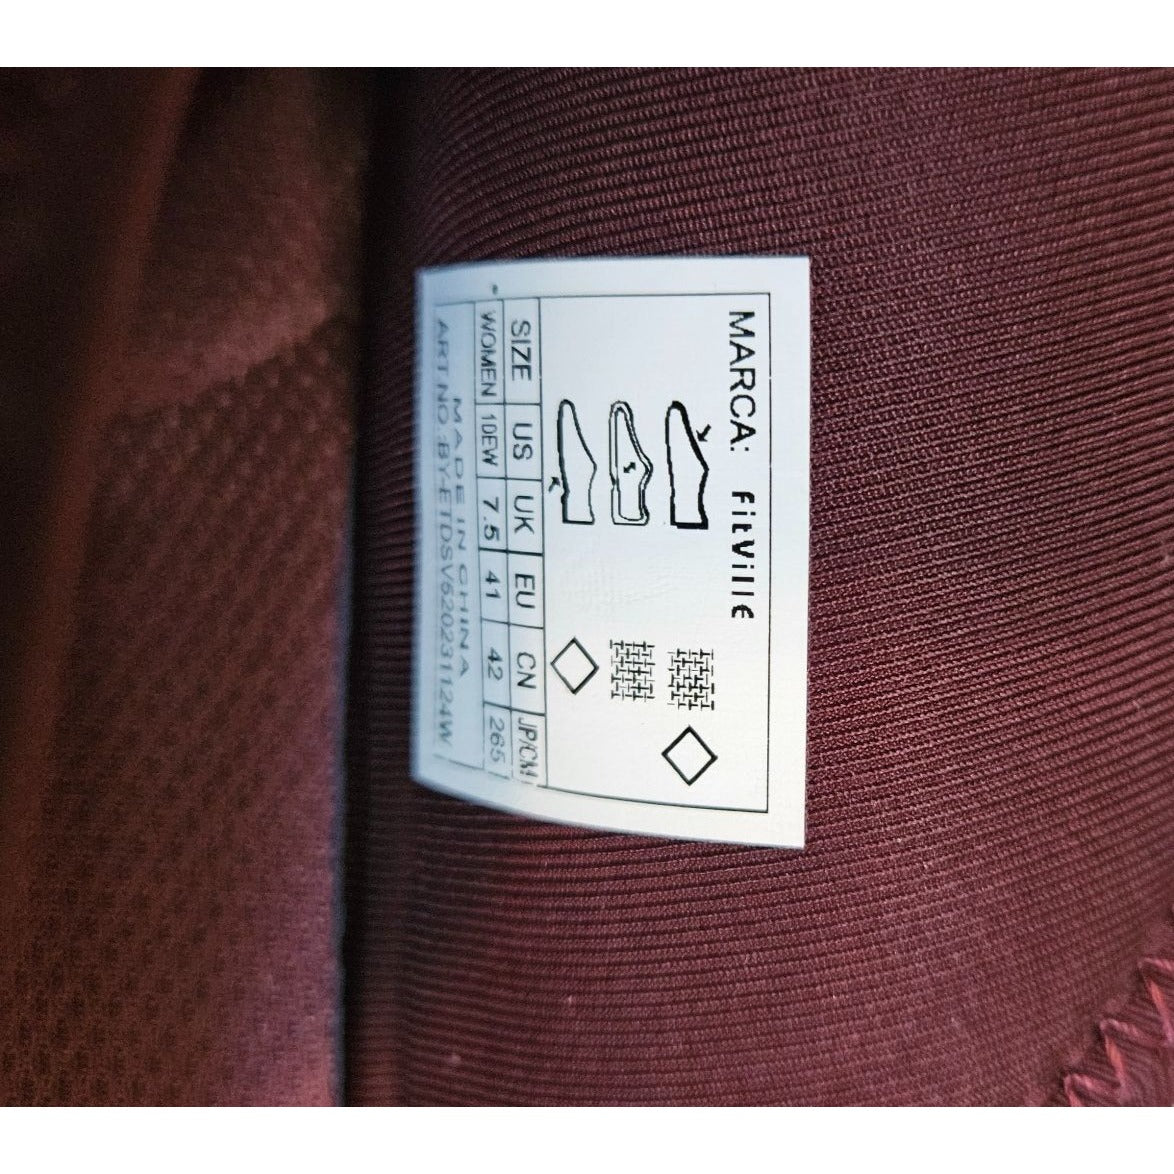 MARCA: fitVille
SIZE US UK EU CN JP/CM
WOMEN 10EW 7.5 41 42 265
MADE IN CHINA
ART.NO.:BY-ETDSV520231124W